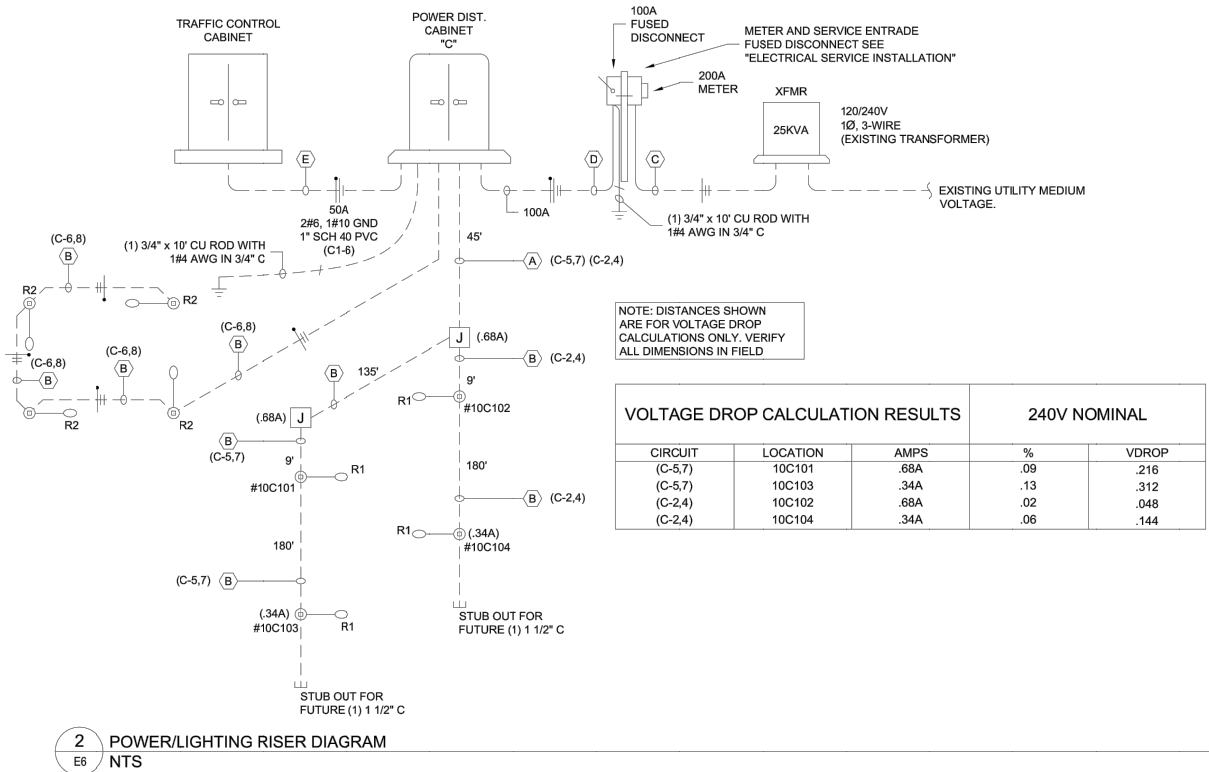 TRAFFIC CONTROL
CABINET
POWER DIST.
CABINET
"C"
100A
FUSED
DISCONNECT
METER AND SERVICE ENTRADE
FUSED DISCONNECT SEE
"ELECTRICAL SERVICE INSTALLATION"
200A
METER
XFMR
25KVA
120/240V
1Ø, 3-WIRE
(EXISTING TRANSFORMER)
E
D
C
EXISTING UTILITY MEDIUM
VOLTAGE.
50A
2#6, 1#10 GND
1" SCH 40 PVC
(C1-6)
100A
(1) 3/4" x 10' CU ROD WITH
1#4 AWG IN 3/4" C
(1) 3/4" x 10' CU ROD WITH
1#4 AWG IN 3/4" C
45'
A (C-5,7) (C-2,4)
(C-6,8)
B
R2
R2
(C-6,8)
B
(C-6,8)
B
(C-6,8)
B
R2
R2
NOTE: DISTANCES SHOWN
ARE FOR VOLTAGE DROP
CALCULATIONS ONLY. VERIFY
ALL DIMENSIONS IN FIELD
J (.68A)
B (C-2,4)
135'
B
9'
R1
#10C102
(.68A) J
B
(C-5,7)
9'
R1
#10C101
180'
B (C-2,4)
R1
(.34A)
#10C104
180'
(C-5,7) B
(.34A)
#10C103
R1
STUB OUT FOR
FUTURE (1) 1 1/2" C
STUB OUT FOR
FUTURE (1) 1 1/2" C
VOLTAGE DROP CALCULATION RESULTS 240V NOMINAL
CIRCUIT LOCATION AMPS % VDROP
(C-5,7) 10C101 .68A .09 .216
(C-5,7) 10C103 .34A .13 .312
(C-2,4) 10C102 .68A .02 .048
(C-2,4) 10C104 .34A .06 .144
2 POWER/LIGHTING RISER DIAGRAM
E6 NTS